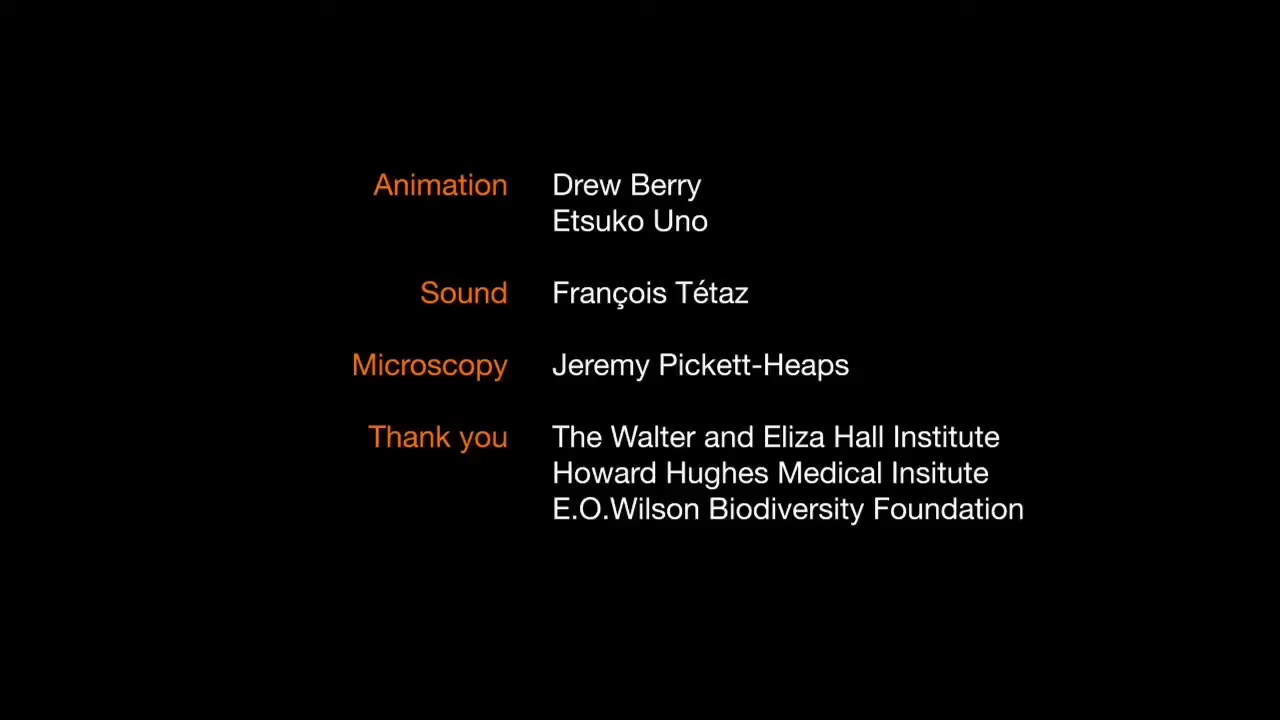 Animation Drew Berry
Etsuko Uno
Sound François Tétaz
Microscopy Jeremy Pickett-Heaps
Thank you The Walter and Eliza Hall Institute
Howard Hughes Medical Insitute
E.O.Wilson Biodiversity Foundation